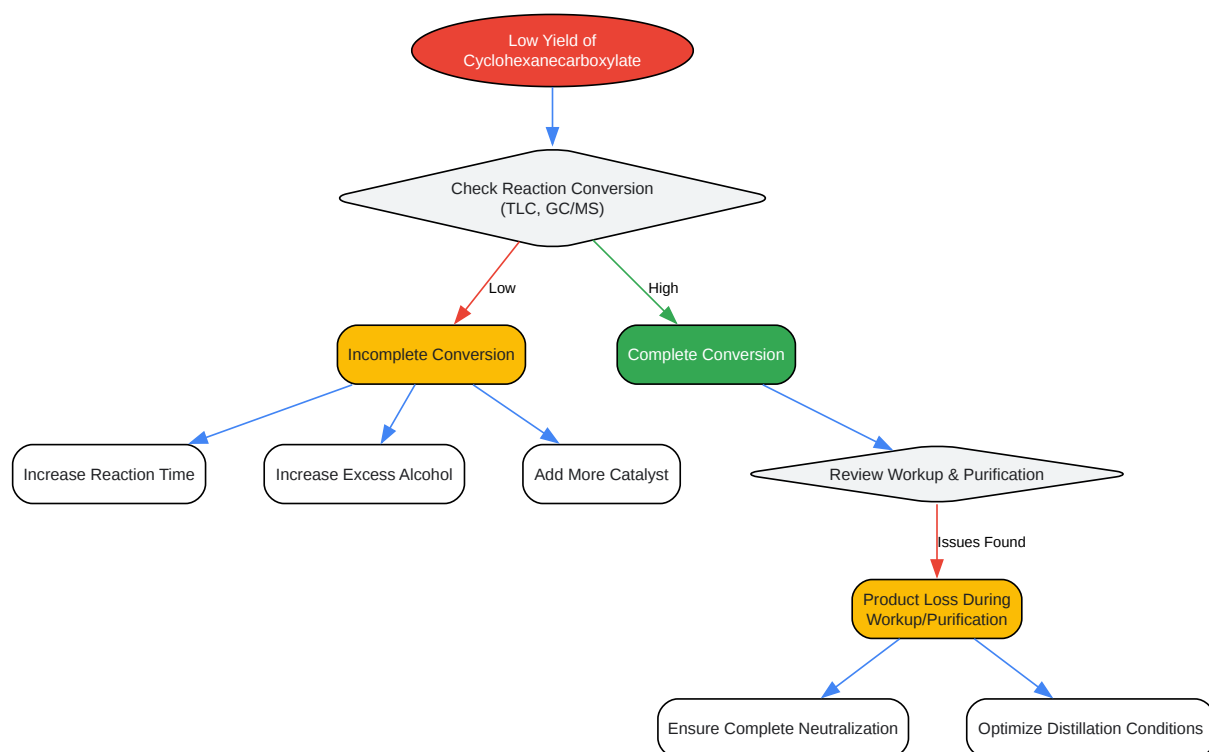 Low Yield of
Cyclohexanecarboxylate
Check Reaction Conversion
(TLC, GC/MS)
Low
High
Incomplete Conversion
Complete Conversion
Increase Reaction Time
Increase Excess Alcohol
Add More Catalyst
Review Workup & Purification
Issues Found
Product Loss During
Workup/Purification
Ensure Complete Neutralization
Optimize Distillation Conditions